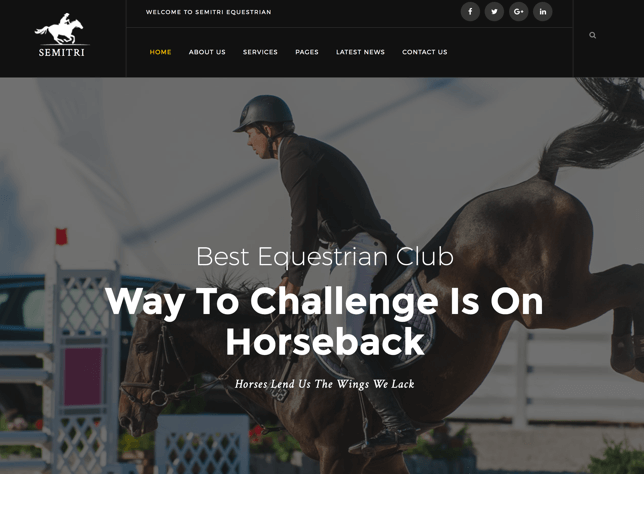 WELCOME TO SEMITRI EQUESTRIAN
SEMITRI
HOME ABOUT US SERVICES PAGES LATEST NEWS CONTACT US
Best Equestrian Club
Way To Challenge Is On
Horseback
Horses Lend Us The Wings We Lack